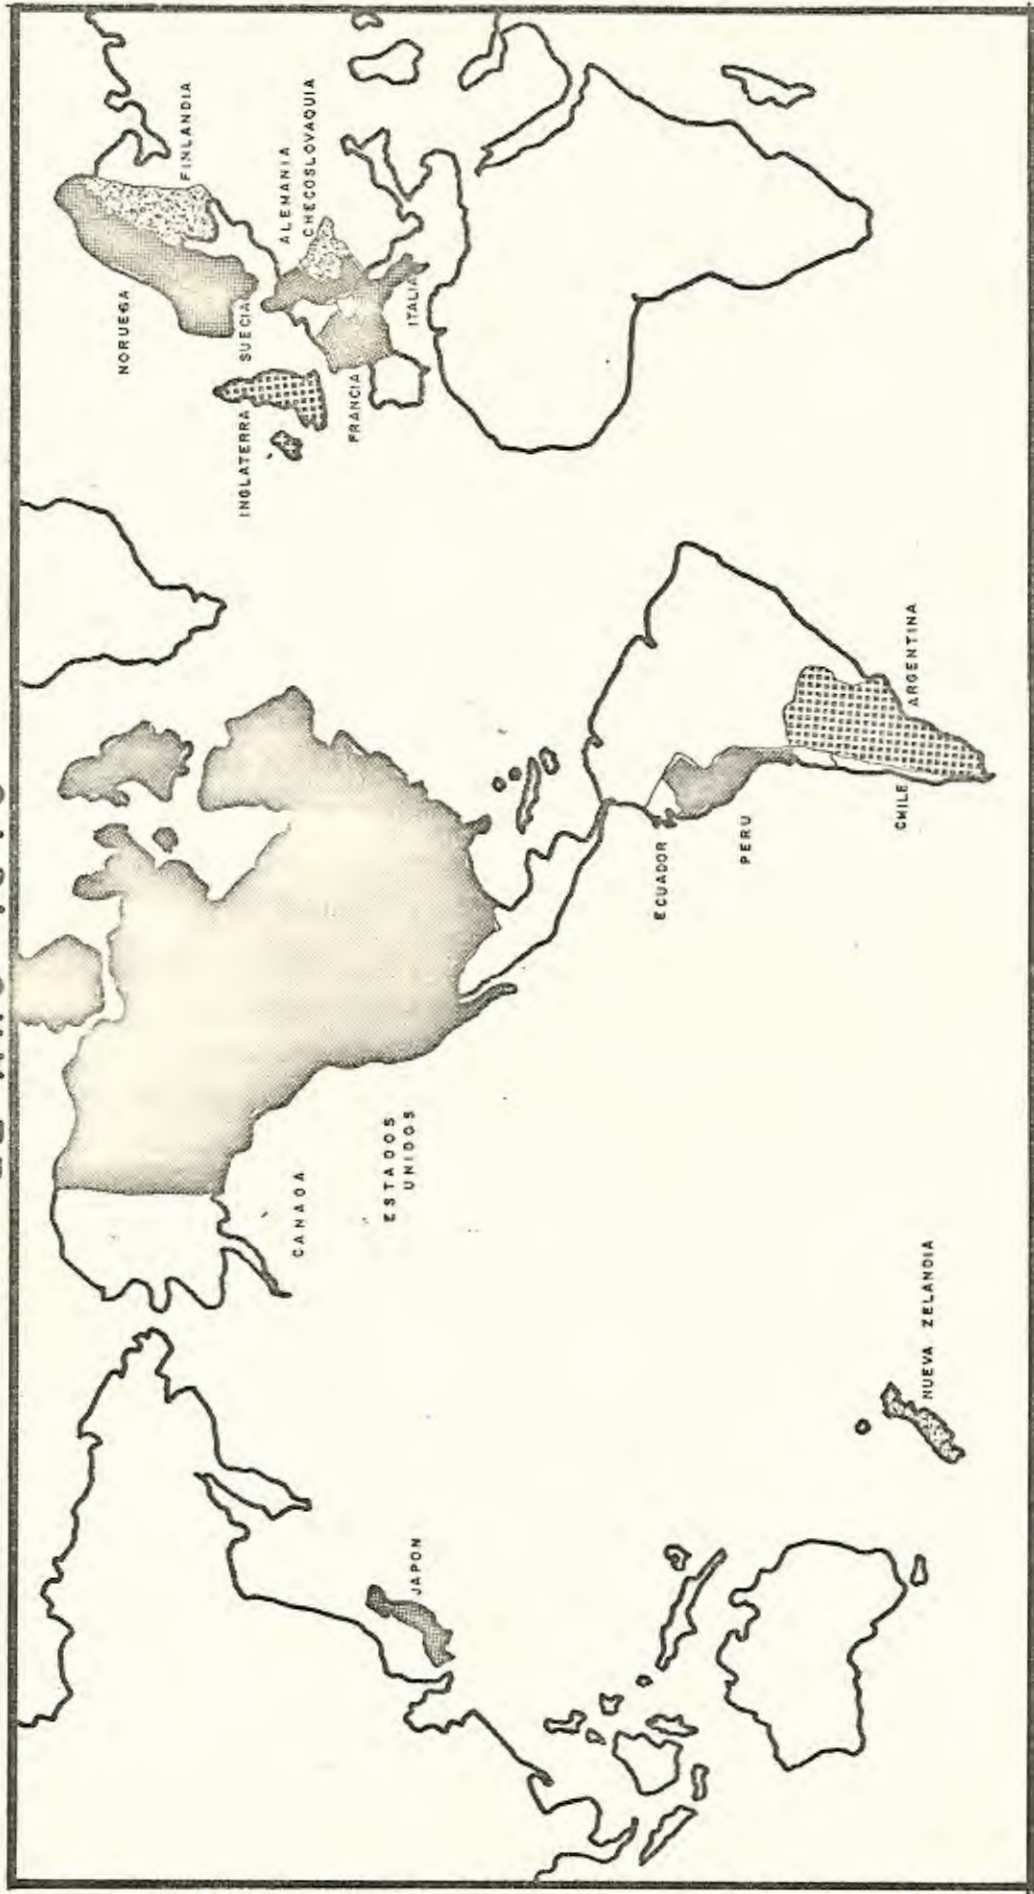 NORUEGA
FINLANDIA
SUECIA
ALEMANIA
CHECOSLOVAQUIA
INGLATERRA
FRANCIA
ITALIA
CANADA
ESTADOS
UNIDOS
JAPON
ECUADOR
PERU
CHILE
ARGENTINA
NUEVA ZELANDIA